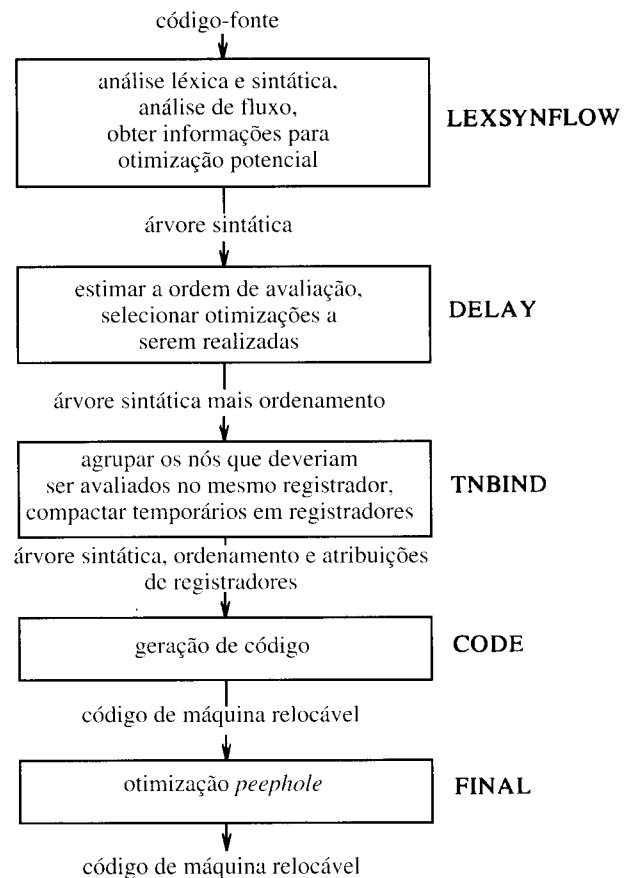 código-fonte
análise léxica e sintática,
análise de fluxo,
obter informações para
otimização potencial
LEXSYNFLOW
árvore sintática
estimar a ordem de avaliação,
selecionar otimizações a
serem realizadas
DELAY
árvore sintática mais ordenamento
agrupar os nós que deveriam
ser avaliados no mesmo registrador,
compactar temporários em registradores
TNBIND
árvore sintática, ordenamento e atribuições
de registradores
geração de código
CODE
código de máquina relocável
otimização peephole
FINAL
código de máquina relocável